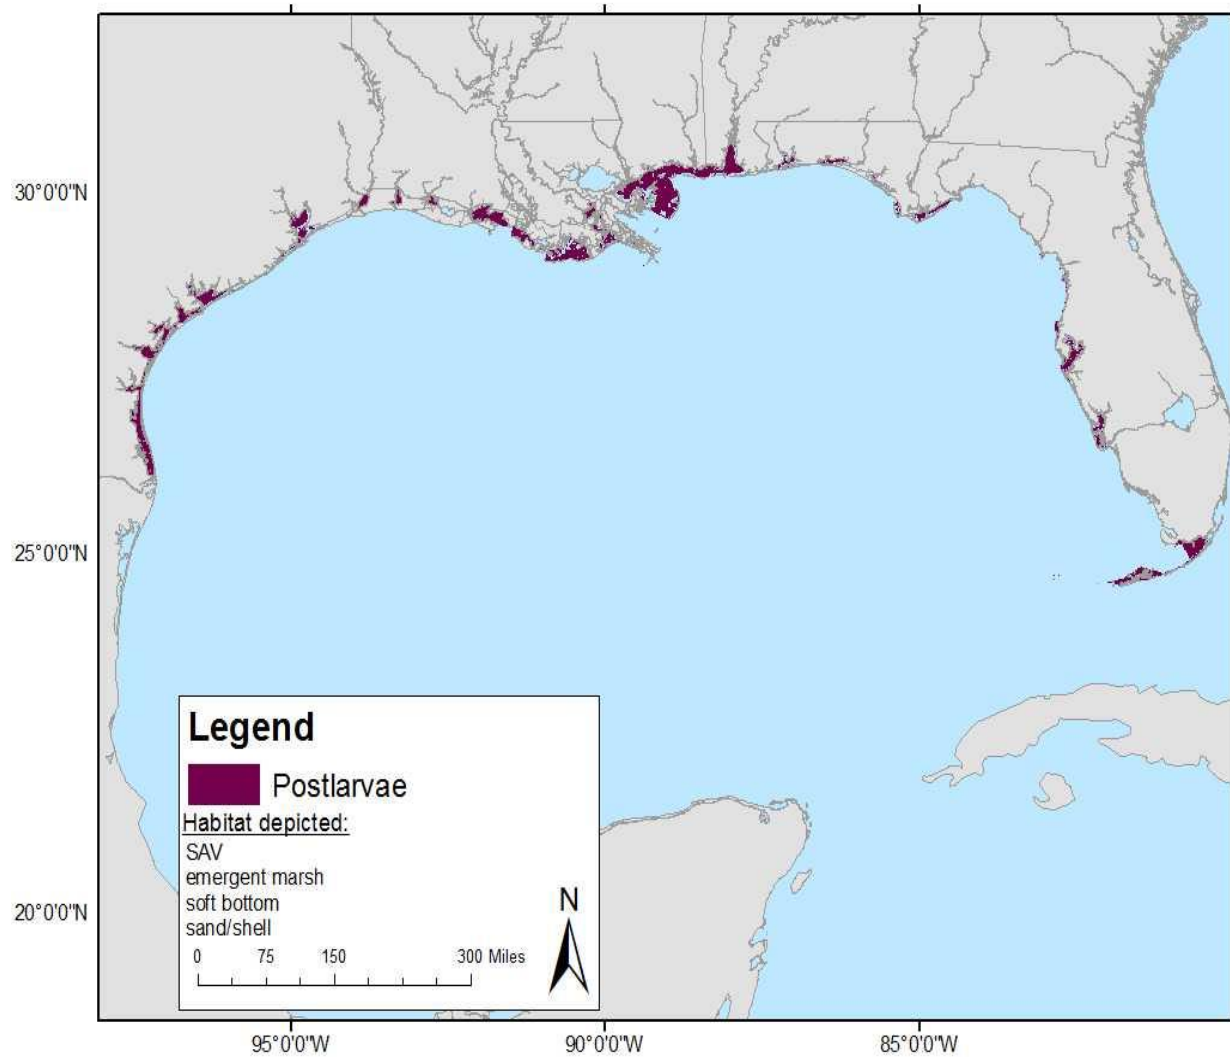 30°0'0"N
25°0'0"N
20°0'0"N
Legend
Postlarvae
Habitat depicted:
SAV
emergent marsh
soft bottom
sand/shell
0 75 150 300 Miles
N
95°0'0"W 90°0'0"W 85°0'0"W